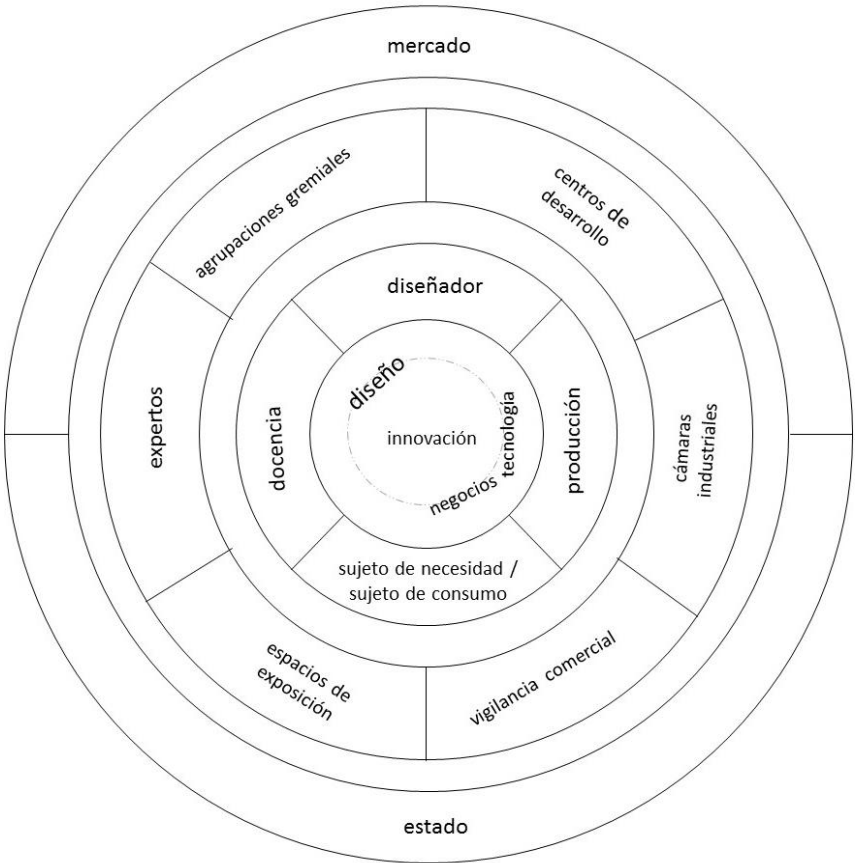 mercado
agrupaciones gremiales
centros de
desarrollo
diseñador
diseño
expertos
docencia
innovación
tecnología
producción
cámaras
industriales
negocios
sujeto de necesidad /
sujeto de consumo
espacios de
exposición
vigilancia comercial
estado